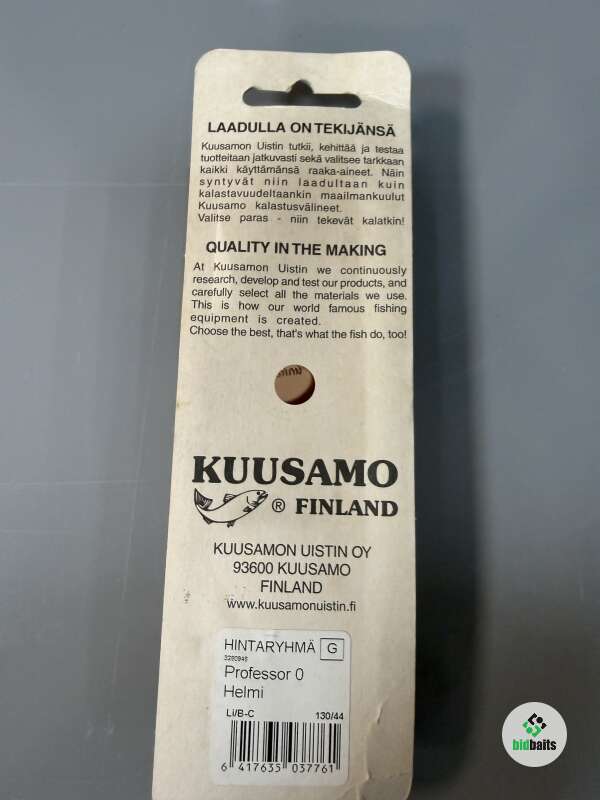 LAADULLA ON TEKIJÄNSÄ
Kuusamon Uistin tutkii, kehittää ja testaa
tuotteitaan jatkuvasti sekä valitsee tarkkaan
kaikki käyttämänsä raaka-aineet. Näin
syntyvät niin laadultaan kuin
kalastavuudeltaankin maailmankuulut
Kuusamo kalastusvälineet.
Valitse paras - niin tekevät kalatkin!
QUALITY IN THE MAKING
At Kuusamon Uistin we continuously
research, develop and test our products, and
carefully select all the materials we use.
This is how our world famous fishing
equipment is created.
Choose the best, that's what the fish do, too!
KUUSAMO
® FINLAND
KUUSAMON UISTIN OY
93600 KUUSAMO
FINLAND
www.kuusamonuistin.fi
HINTARYHMÄ G
Professor 0
Helmi
Li/B-C 130/44
6 417635 037761
bidbaits